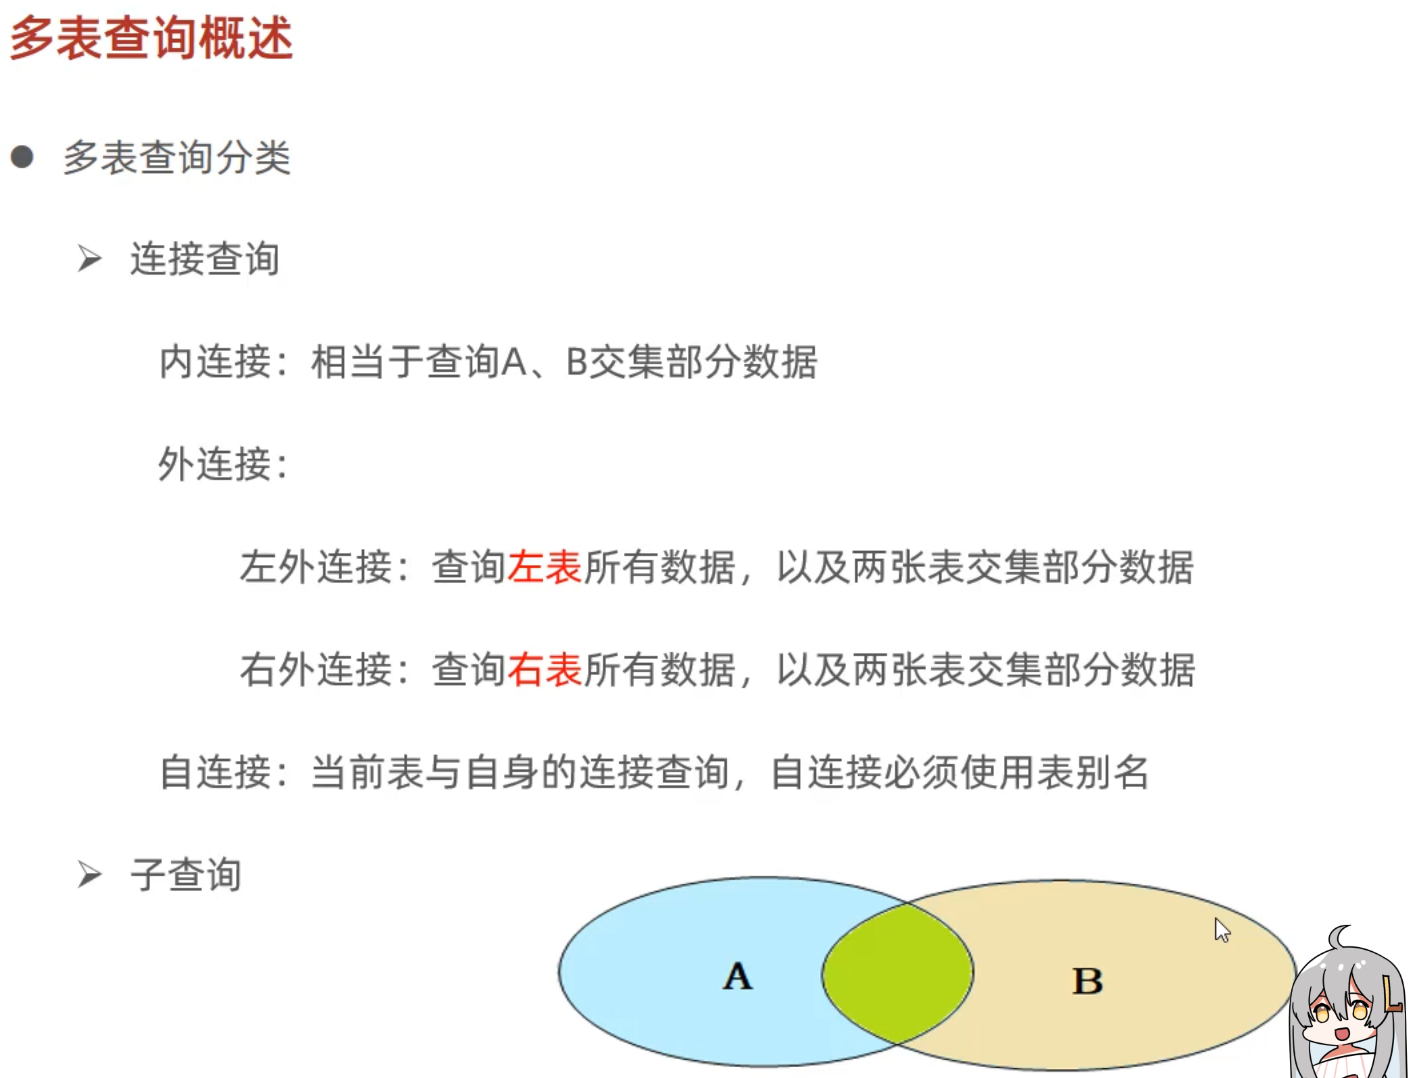 多表查询概述
● 多表查询分类
➢ 连接查询
内连接：相当于查询A、B交集部分数据
外连接：
左外连接：查询左表所有数据，以及两张表交集部分数据
右外连接：查询右表所有数据，以及两张表交集部分数据
自连接：当前表与自身的连接查询，自连接必须使用表别名
➢ 子查询
A B